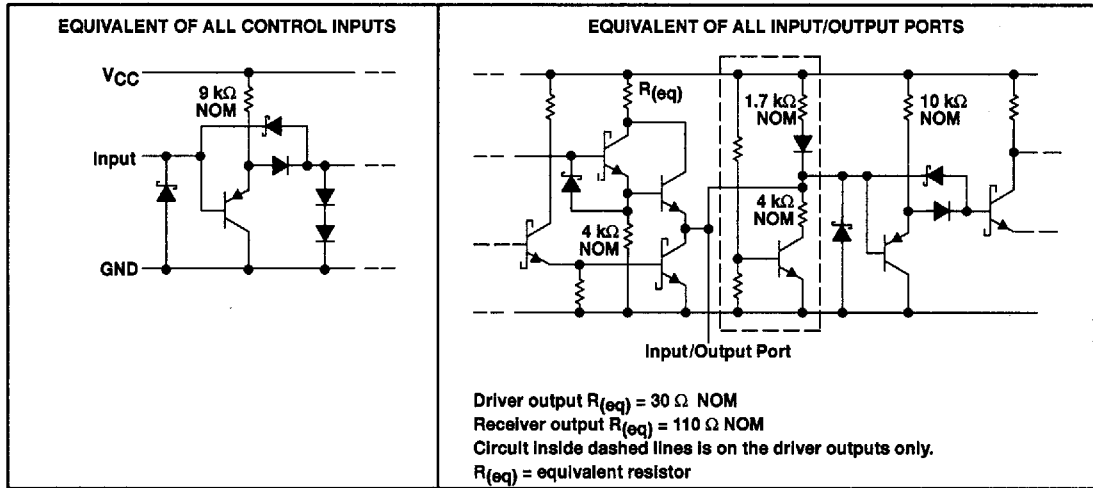 EQUIVALENT OF ALL CONTROL INPUTS
VCC
9 kΩ
NOM
Input
GND
EQUIVALENT OF ALL INPUT/OUTPUT PORTS
R(eq)
1.7 kΩ
NOM
10 kΩ
NOM
4 kΩ
NOM
4 kΩ
NOM
Input/Output Port
Driver output R(eq) = 30 Ω NOM
Receiver output R(eq) = 110 Ω NOM
Circuit inside dashed lines is on the driver outputs only.
R(eq) = equivalent resistor